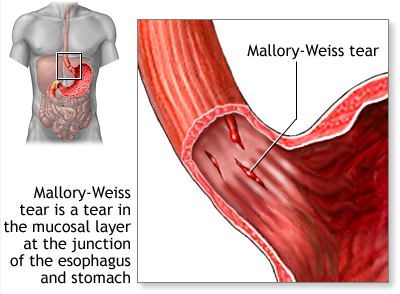 Mallory-Weiss tear
Mallory-Weiss
tear is a tear in
the mucosal layer
at the junction
of the esophagus
and stomach